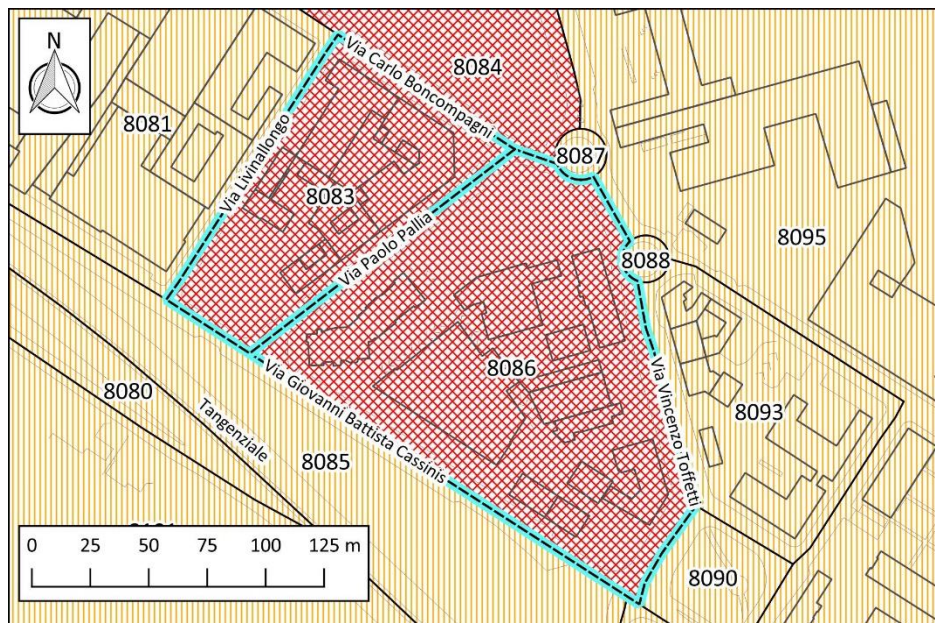 N
Via Carlo Boncompagni
8084
8081
8087
Via Livinallongo
8083
Via Paolo Pallia
8095
8088
8086
Via Giovanni Battista Cassinis
Via Vincenzo Toffetti
8080
Tangenziale
8085
8093
8090
0 25 50 75 100 125 m